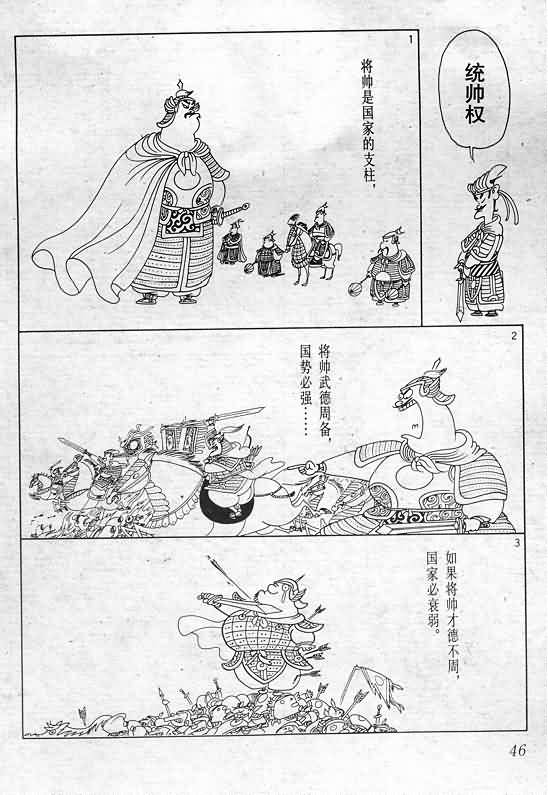 统帅权
1
将帅是国家的支柱，
2
将帅武德周备，
国势必强……
3
如果将帅才德不周，
国家必衰弱。
46